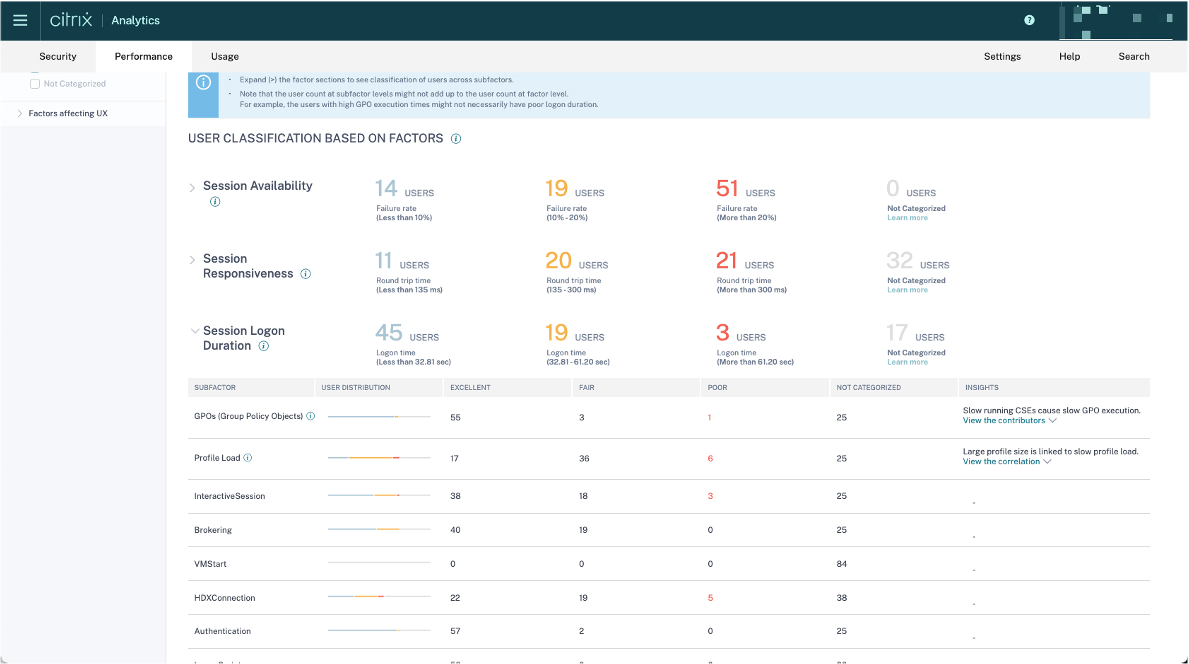 citrix | Analytics
?
Security Performance Usage Settings Help Search
Not Categorized
Factors affecting UX
Expand (>) the factor sections to see classification of users across subfactors.
Note that the user count at subfactor levels might not add up to the user count at factor level.
For example, the users with high GPO execution times might not necessarily have poor logon duration.
USER CLASSIFICATION BASED ON FACTORS
Session Availability
14 USERS
Failure rate
(Less than 10%)
19 USERS
Failure rate
(10% - 20%)
51 USERS
Failure rate
(More than 20%)
0 USERS
Not Categorized
Learn more
Session
Responsiveness
11 USERS
Round trip time
(Less than 135 ms)
20 USERS
Round trip time
(135 - 300 ms)
21 USERS
Round trip time
(More than 300 ms)
32 USERS
Not Categorized
Learn more
Session Logon
Duration
45 USERS
Logon time
(Less than 32.81 sec)
19 USERS
Logon time
(32.81 - 61.20 sec)
3 USERS
Logon time
(More than 61.20 sec)
17 USERS
Not Categorized
Learn more
SUBFACTOR USER DISTRIBUTION EXCELLENT FAIR POOR NOT CATEGORIZED INSIGHTS
GPOs (Group Policy Objects) 55 3 1 25 Slow running CSEs cause slow GPO execution.
View the contributors
Profile Load 17 36 6 25 Large profile size is linked to slow profile load.
View the correlation
InteractiveSession 38 18 3 25 -
Brokering 40 19 0 25 -
VMStart 0 0 0 84 -
HDXConnection 22 19 5 38 -
Authentication 57 2 0 25 -